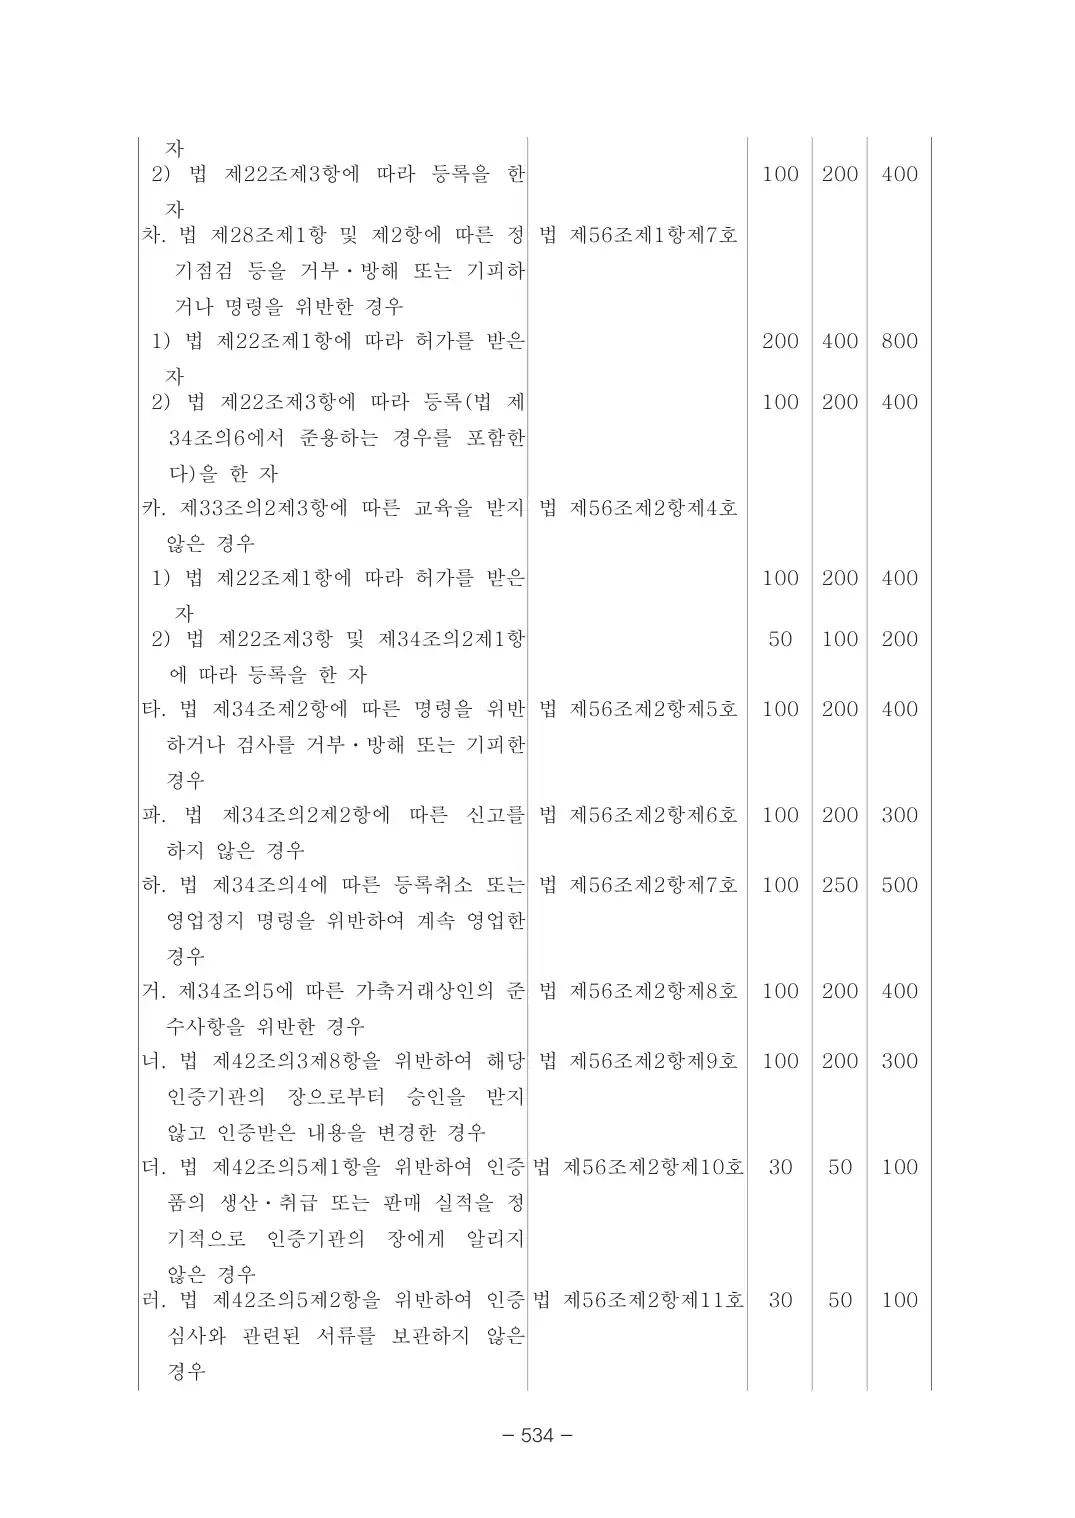 자
2) 법 제22조제3항에 따라 등록을 한 100 200 400
자
차. 법 제28조제1항 및 제2항에 따른 정 법 제56조제1항제7호
기점검 등을 거부·방해 또는 기피하
거나 명령을 위반한 경우
1) 법 제22조제1항에 따라 허가를 받은 200 400 800
자
2) 법 제22조제3항에 따라 등록(법 제 100 200 400
34조의6에서 준용하는 경우를 포함한
다)을 한 자
카. 제33조의2제3항에 따른 교육을 받지 법 제56조제2항제4호
않은 경우
1) 법 제22조제1항에 따라 허가를 받은 100 200 400
자
2) 법 제22조제3항 및 제34조의2제1항 50 100 200
에 따라 등록을 한 자
타. 법 제34조제2항에 따른 명령을 위반 법 제56조제2항제5호 100 200 400
하거나 검사를 거부·방해 또는 기피한
경우
파. 법 제34조의2제2항에 따른 신고를 법 제56조제2항제6호 100 200 300
하지 않은 경우
하. 법 제34조의4에 따른 등록취소 또는 법 제56조제2항제7호 100 250 500
영업정지 명령을 위반하여 계속 영업한
경우
거. 제34조의5에 따른 가축거래상인의 준 법 제56조제2항제8호 100 200 400
수사항을 위반한 경우
너. 법 제42조의3제8항을 위반하여 해당 법 제56조제2항제9호 100 200 300
인증기관의 장으로부터 승인을 받지
않고 인증받은 내용을 변경한 경우
더. 법 제42조의5제1항을 위반하여 인증 법 제56조제2항제10호 30 50 100
품의 생산·취급 또는 판매 실적을 정
기적으로 인증기관의 장에게 알리지
않은 경우
러. 법 제42조의5제2항을 위반하여 인증 법 제56조제2항제11호 30 50 100
심사와 관련된 서류를 보관하지 않은
경우
- 534 -